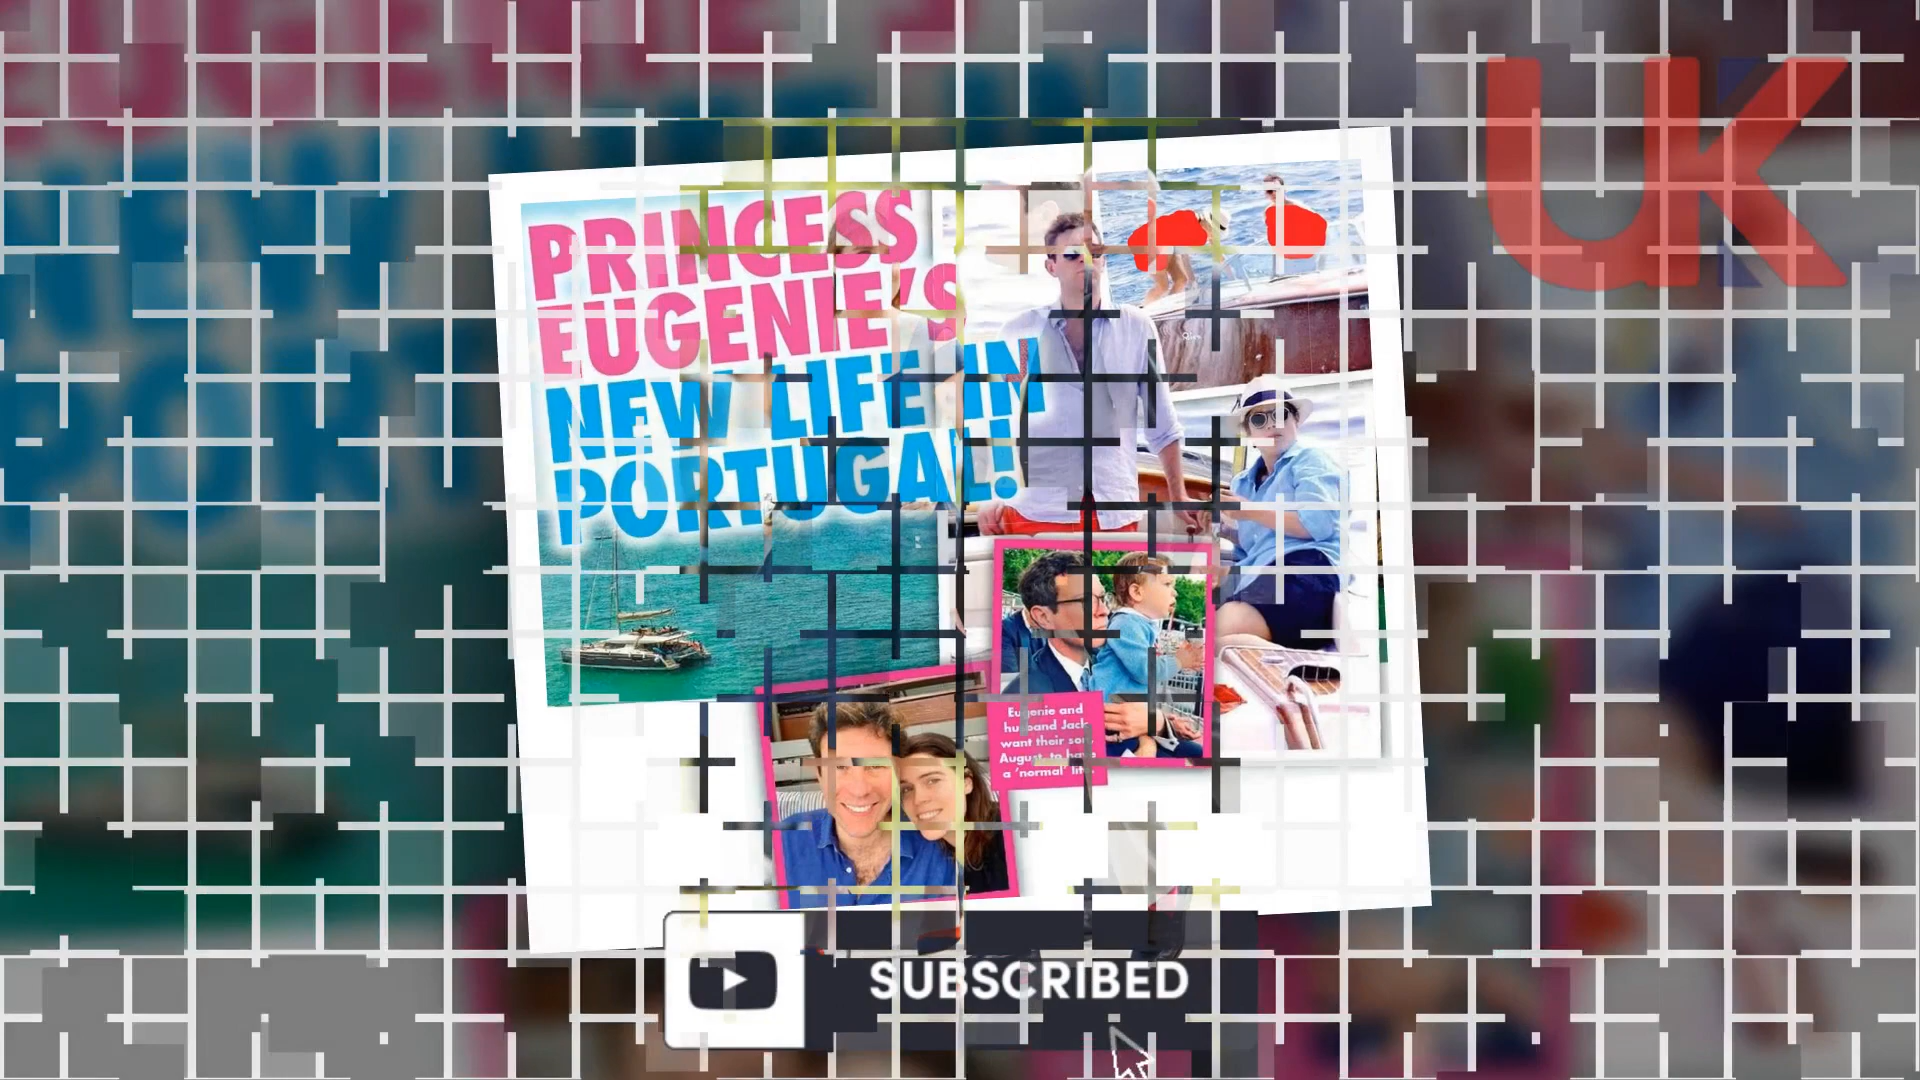 UK
PRINCESS
EUGENIE'S
NEW LIFE IN
PORTUGAL!
Eugenie and
husband Jack
want their son,
August, to have
a 'normal' life.
SUBSCRIBED